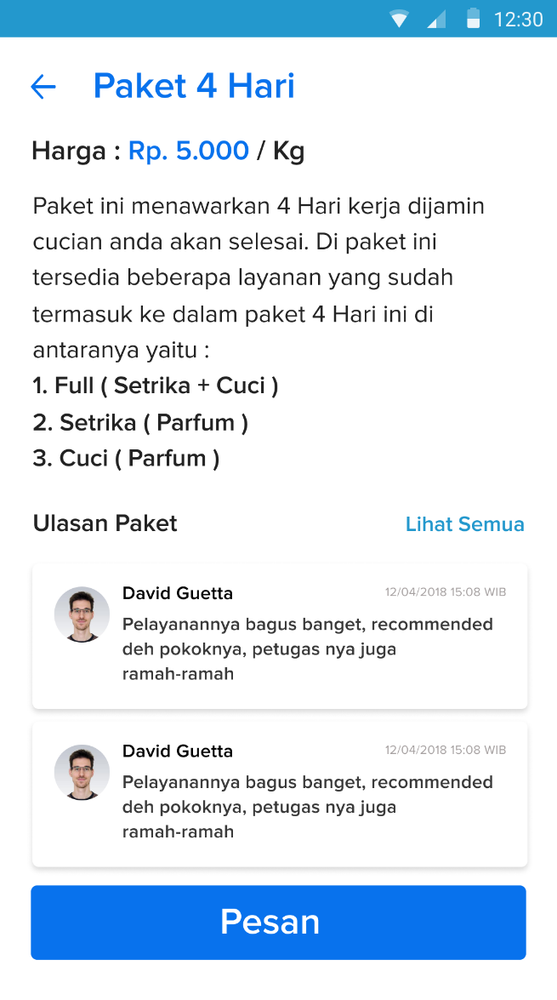 12:30
Paket 4 Hari
Harga : Rp. 5.000 / Kg
Paket ini menawarkan 4 Hari kerja dijamin
cucian anda akan selesai. Di paket ini
tersedia beberapa layanan yang sudah
termasuk ke dalam paket 4 Hari ini di
antaranya yaitu :
1. Full ( Setrika + Cuci )
2. Setrika ( Parfum )
3. Cuci ( Parfum )
Ulasan Paket Lihat Semua
David Guetta 12/04/2018 15:08 WIB
Pelayanannya bagus banget, recommended
deh pokoknya, petugas nya juga
ramah-ramah
David Guetta 12/04/2018 15:08 WIB
Pelayanannya bagus banget, recommended
deh pokoknya, petugas nya juga
ramah-ramah
Pesan